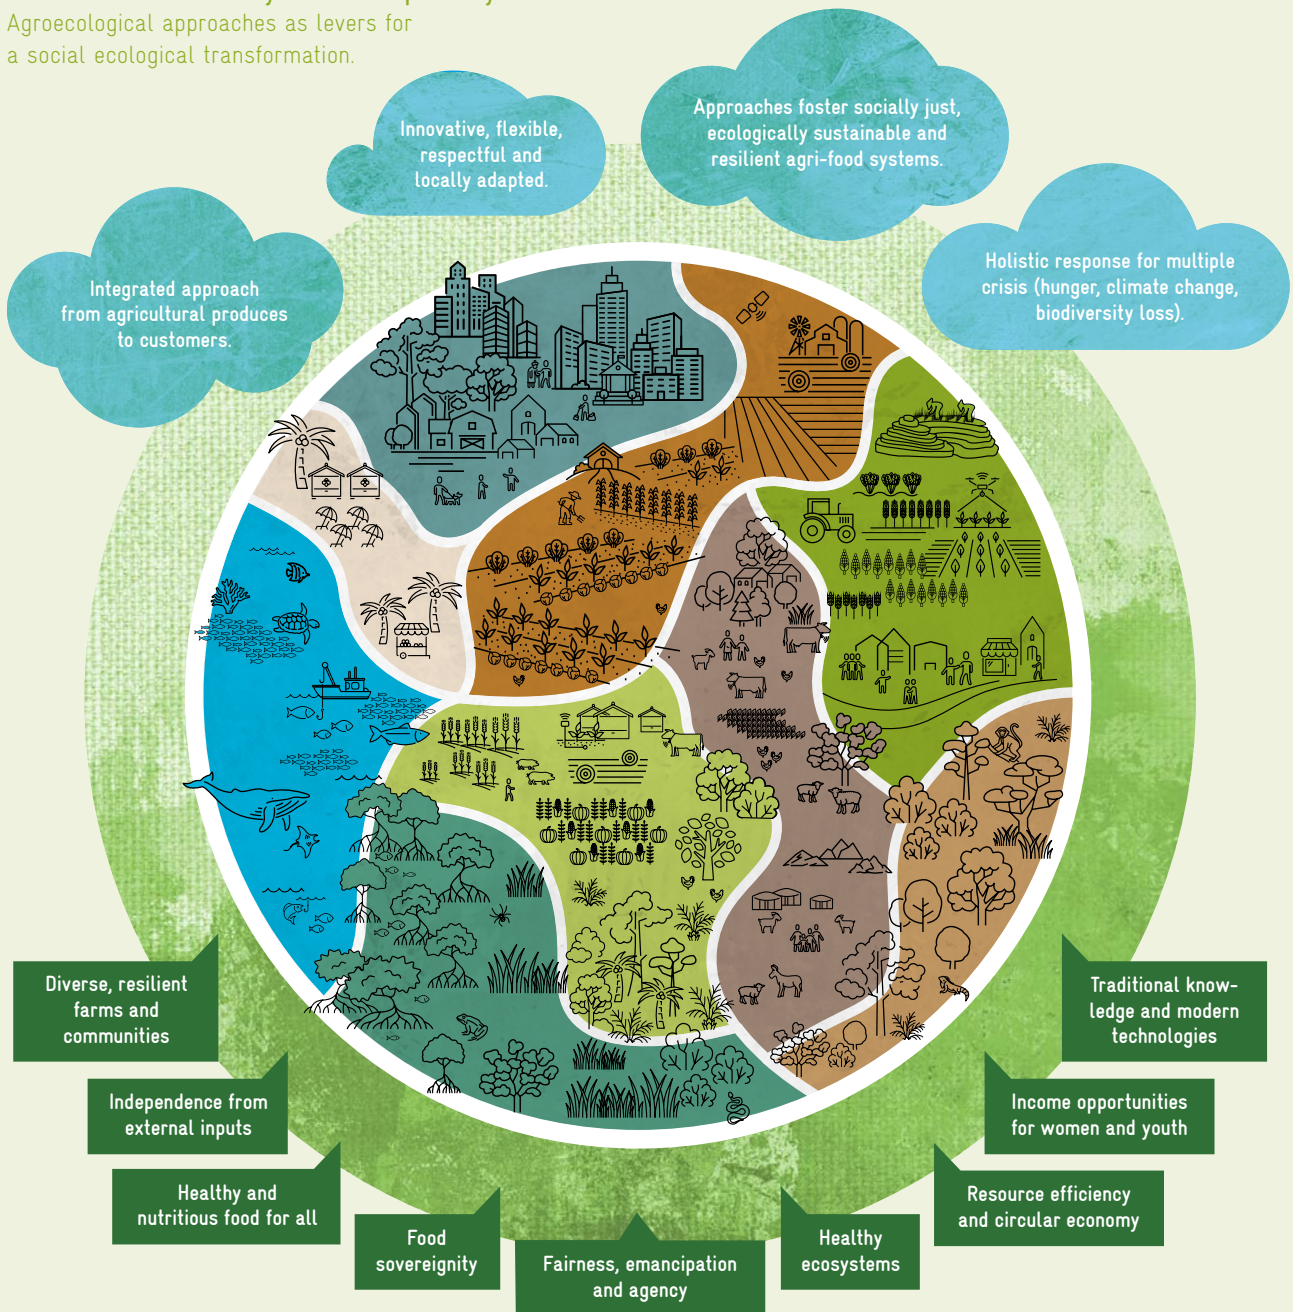 Agroecological approaches as levers for
a social ecological transformation.
Innovative, flexible,
respectful and
locally adapted.
Approaches foster socially just,
ecologically sustainable and
resilient agri-food systems.
Integrated approach
from agricultural produces
to customers.
Holistic response for multiple
crisis (hunger, climate change,
biodiversity loss).
Diverse, resilient
farms and
communities
Independence from
external inputs
Healthy and
nutritious food for all
Food
sovereignity
Fairness, emancipation
and agency
Healthy
ecosystems
Resource efficiency
and circular economy
Income opportunities
for women and youth
Traditional know-
ledge and modern
technologies